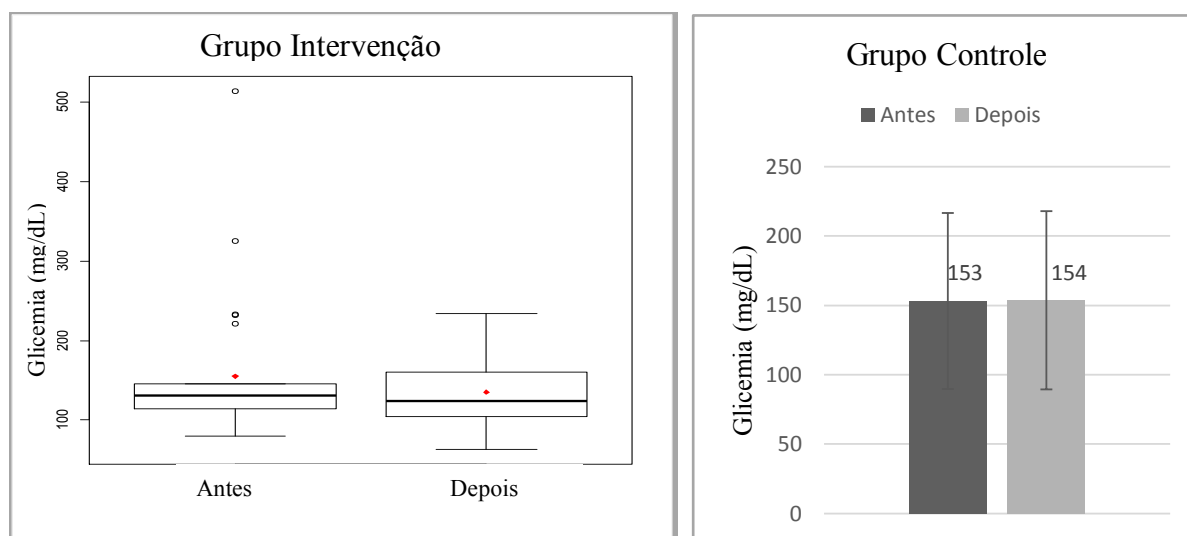 Grupo Intervenção
Glicemia (mg/dL)
500
400
300
200
100
Antes
Depois
Grupo Controle
Antes Depois
Glicemia (mg/dL)
250
200
150
100
50
0
153 154